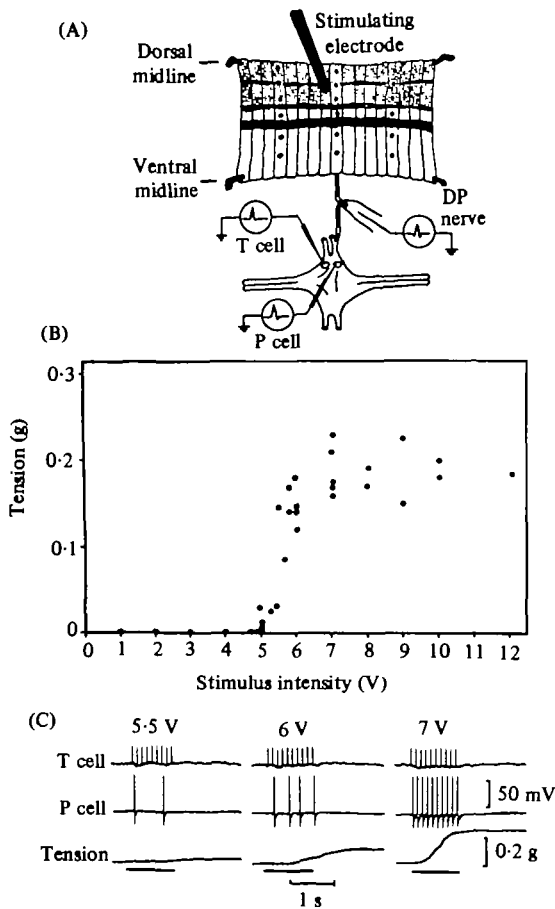 (A)
Stimulating
electrode
Dorsal
midline
Ventral
midline
DP
nerve
T cell
P cell
(B)
0·3
0·2
0·1
0
Tension (g)
0 1 2 3 4 5 6 7 8 9 10 11 12
Stimulus intensity (V)
(C)
5·5 V 6 V 7 V
T cell
P cell
50 mV
Tension
0·2 g
1 s